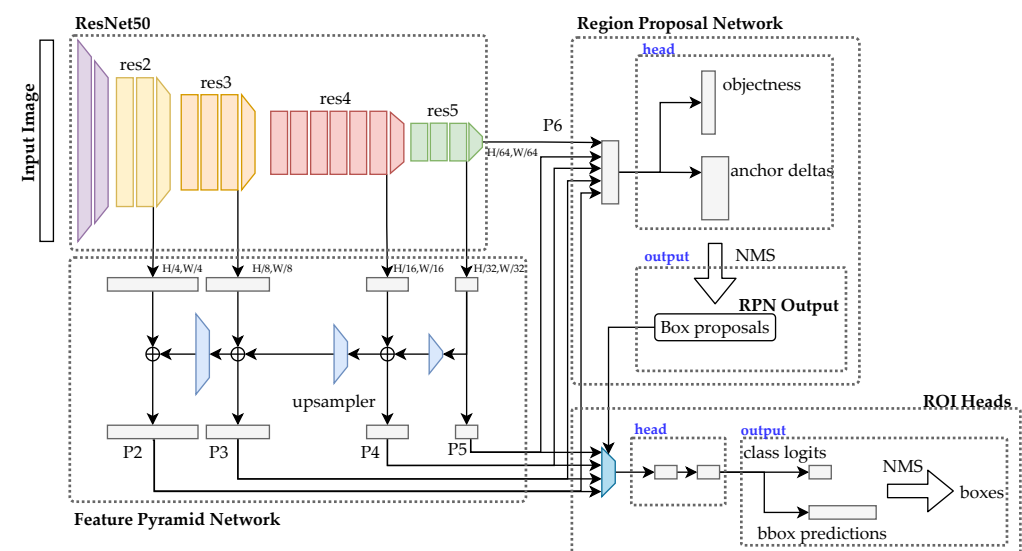 ResNet50
Region Proposal Network
Input Image
res2
res3
res4
res5
P6
H/64,W/64
head
objectness
anchor deltas
H/4,W/4
H/8,W/8
H/16,W/16
H/32,W/32
NMS
output
RPN Output
Box proposals
upsampler
P2
P3
P4
P5
Feature Pyramid Network
ROI Heads
head
output
class logits
NMS
boxes
bbox predictions